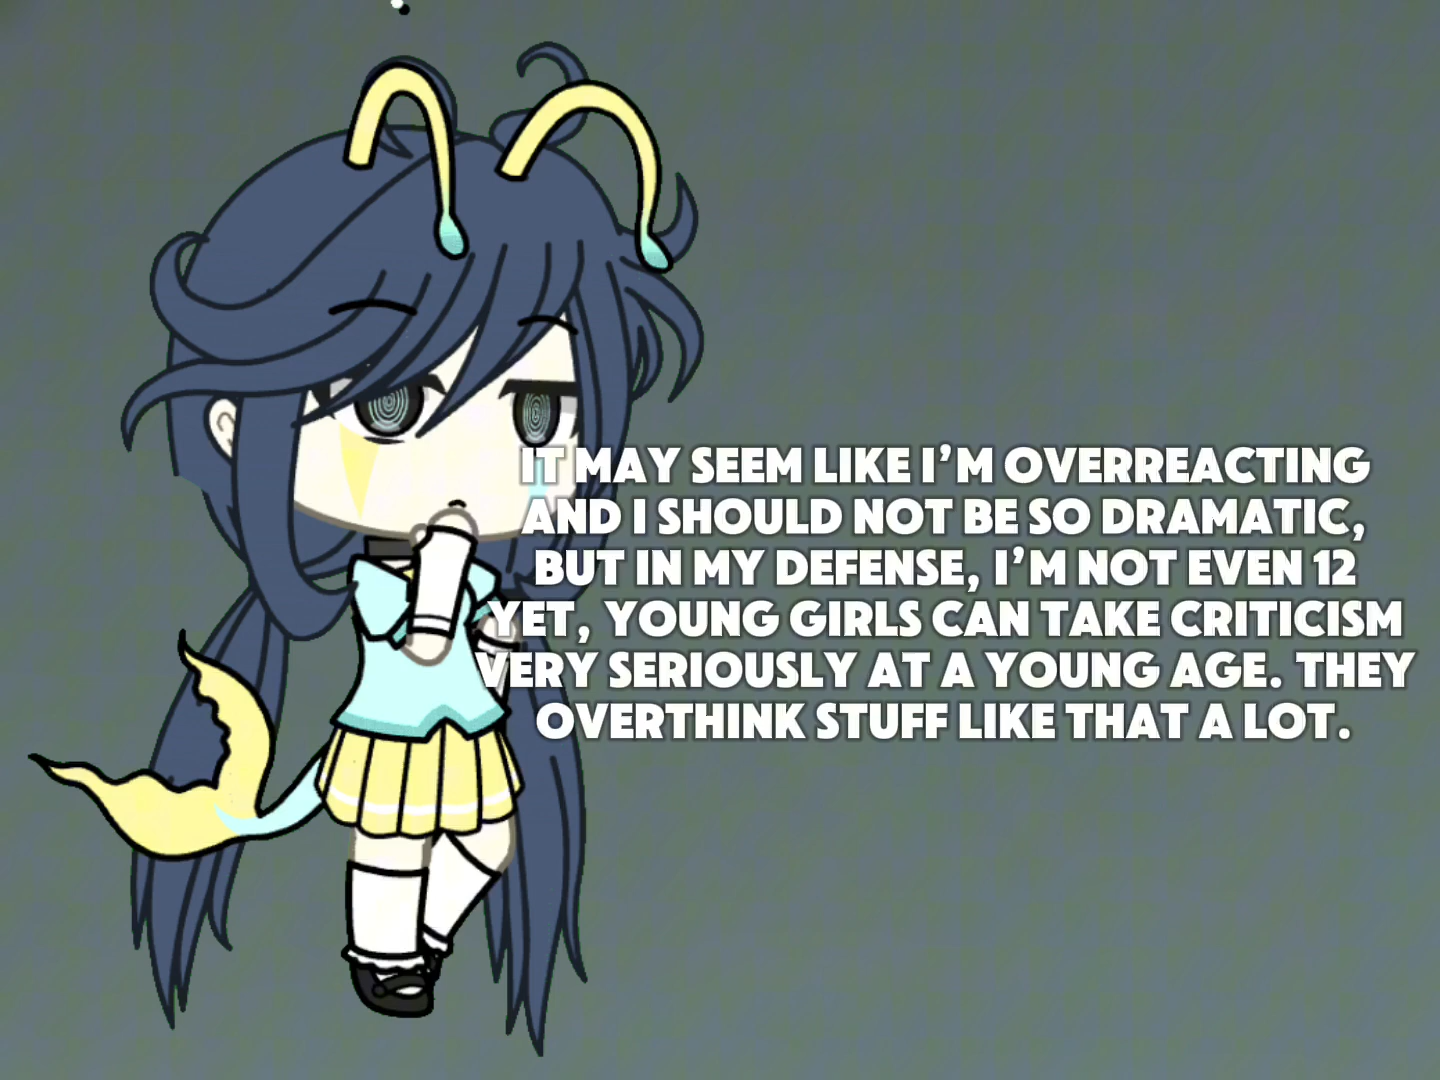 IT MAY SEEM LIKE I'M OVERREACTING
AND I SHOULD NOT BE SO DRAMATIC,
BUT IN MY DEFENSE, I'M NOT EVEN 12
YET, YOUNG GIRLS CAN TAKE CRITICISM
VERY SERIOUSLY AT A YOUNG AGE. THEY
OVERTHINK STUFF LIKE THAT A LOT.